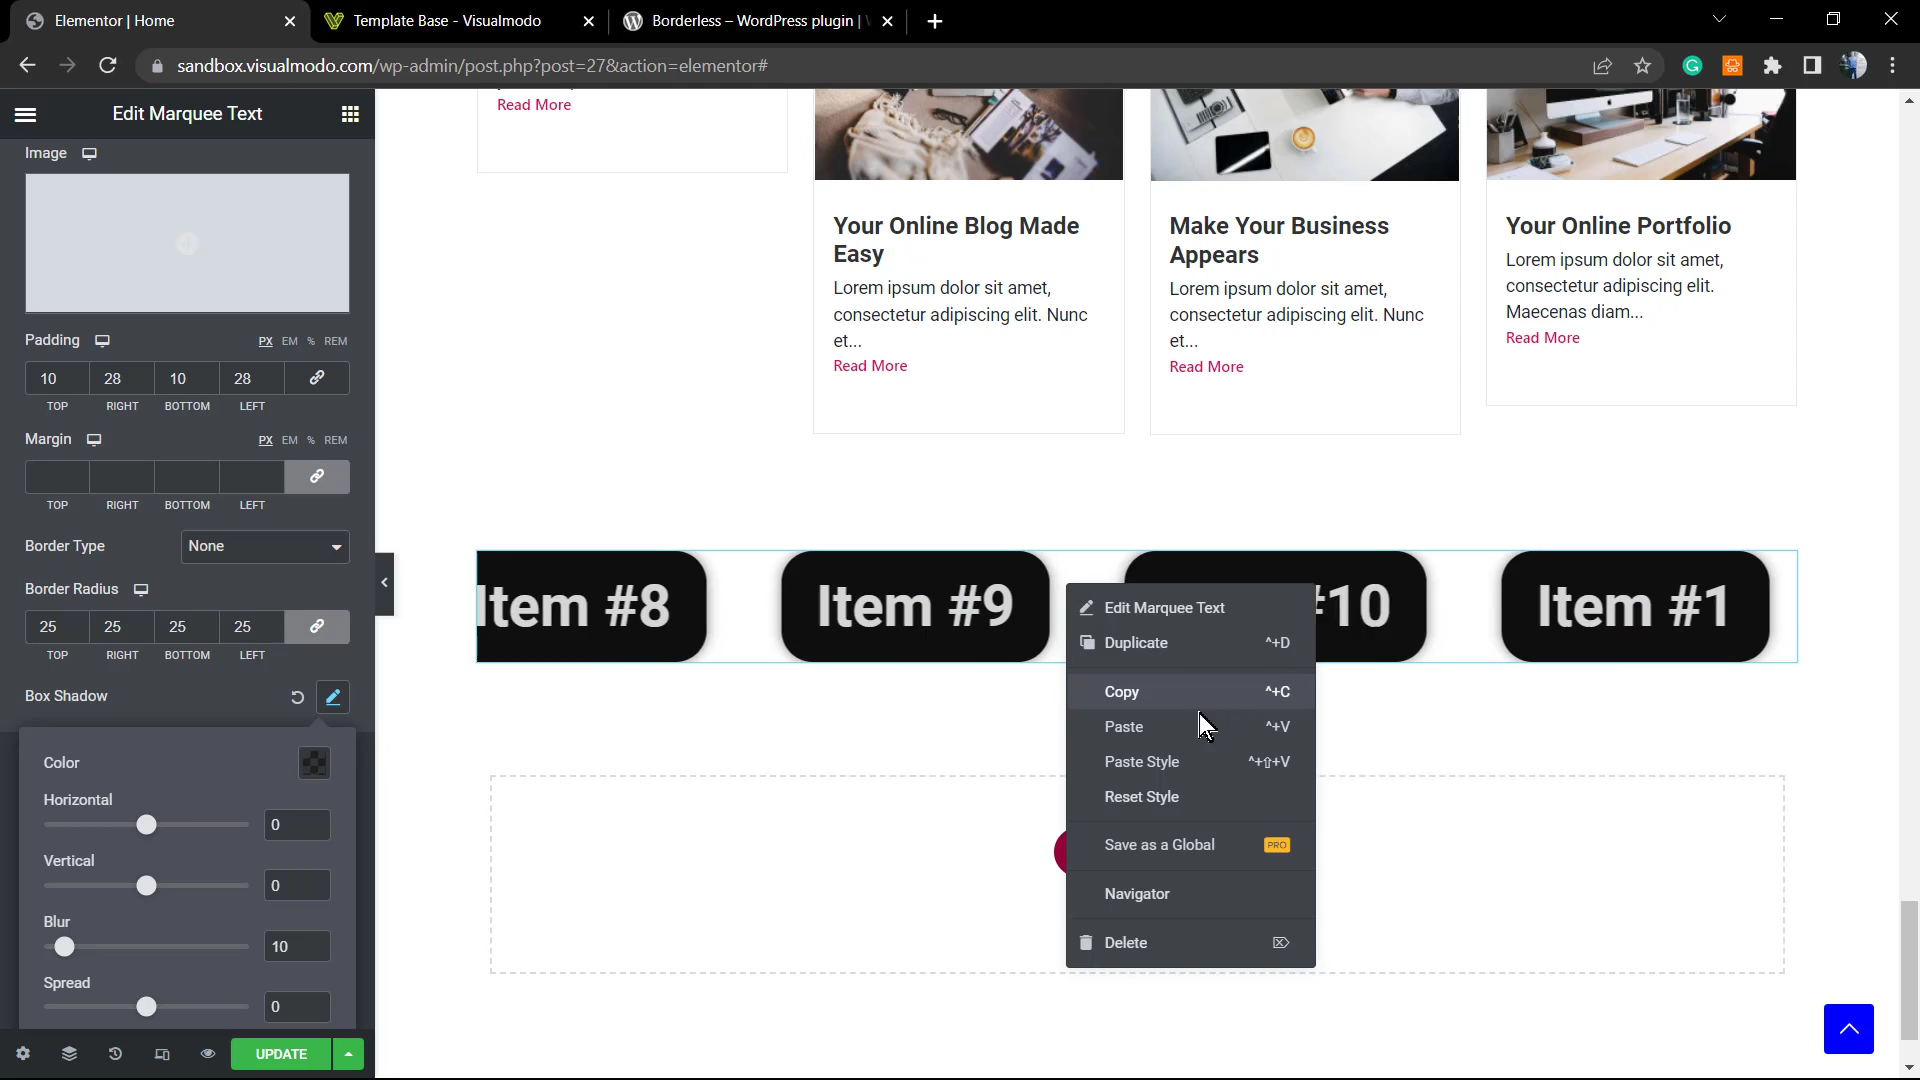 Elementor | Home
Template Base - Visualmodo
Borderless – WordPress plugin |
sandbox.visualmodo.com/wp-admin/post.php?post=27&action=elementor#
Edit Marquee Text
Image
Padding
PX EM % REM
10 28 10 28
TOP RIGHT BOTTOM LEFT
Margin
PX EM % REM
TOP RIGHT BOTTOM LEFT
Border Type
None
Border Radius
25 25 25 25
TOP RIGHT BOTTOM LEFT
Box Shadow
Color
Horizontal
0
Vertical
0
Blur
10
Spread
0
UPDATE
Read More
Your Online Blog Made
Easy
Lorem ipsum dolor sit amet,
consectetur adipiscing elit. Nunc
et...
Read More
Make Your Business
Appears
Lorem ipsum dolor sit amet,
consectetur adipiscing elit. Nunc
et...
Read More
Your Online Portfolio
Lorem ipsum dolor sit amet,
consectetur adipiscing elit.
Maecenas diam...
Read More
Item #8
Item #9
#10
Item #1
Edit Marquee Text
Duplicate ^+D
Copy ^+C
Paste ^+V
Paste Style ^+⇧+V
Reset Style
Save as a Global PRO
Navigator
Delete ⌦